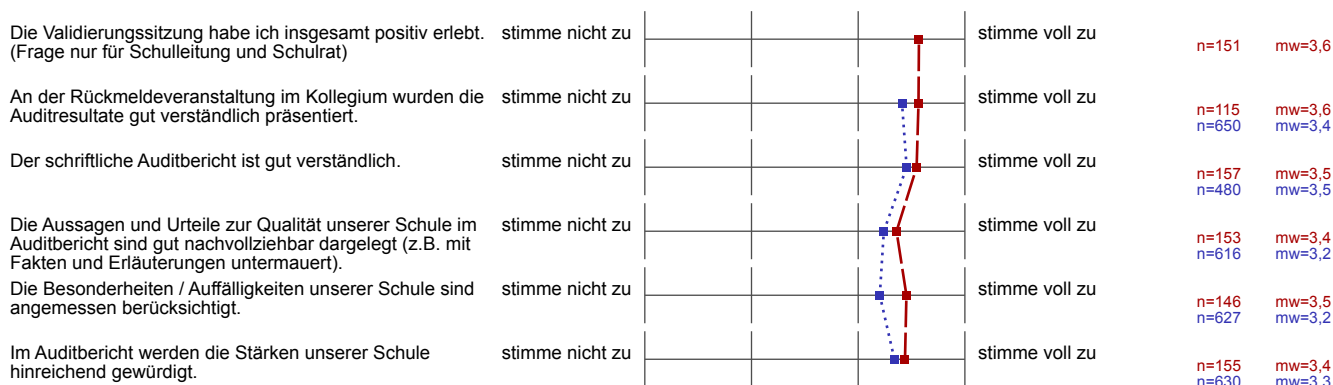 Die Validierungssitzung habe ich insgesamt positiv erlebt. stimme nicht zu stimme voll zu
(Frage nur für Schulleitung und Schulrat) n=151 mw=3,6
An der Rückmeldeveranstaltung im Kollegium wurden die stimme nicht zu stimme voll zu
Auditresultate gut verständlich präsentiert. n=115 mw=3,6
n=650 mw=3,4
Der schriftliche Auditbericht ist gut verständlich. stimme nicht zu stimme voll zu
n=157 mw=3,5
n=480 mw=3,5
Die Aussagen und Urteile zur Qualität unserer Schule im stimme nicht zu stimme voll zu
Auditbericht sind gut nachvollziehbar dargelegt (z.B. mit n=153 mw=3,4
Fakten und Erläuterungen untermauert). n=616 mw=3,2
Die Besonderheiten / Auffälligkeiten unserer Schule sind stimme nicht zu stimme voll zu
angemessen berücksichtigt. n=146 mw=3,5
n=627 mw=3,2
Im Auditbericht werden die Stärken unserer Schule stimme nicht zu stimme voll zu
hinreichend gewürdigt. n=155 mw=3,4
n=630 mw=3,3